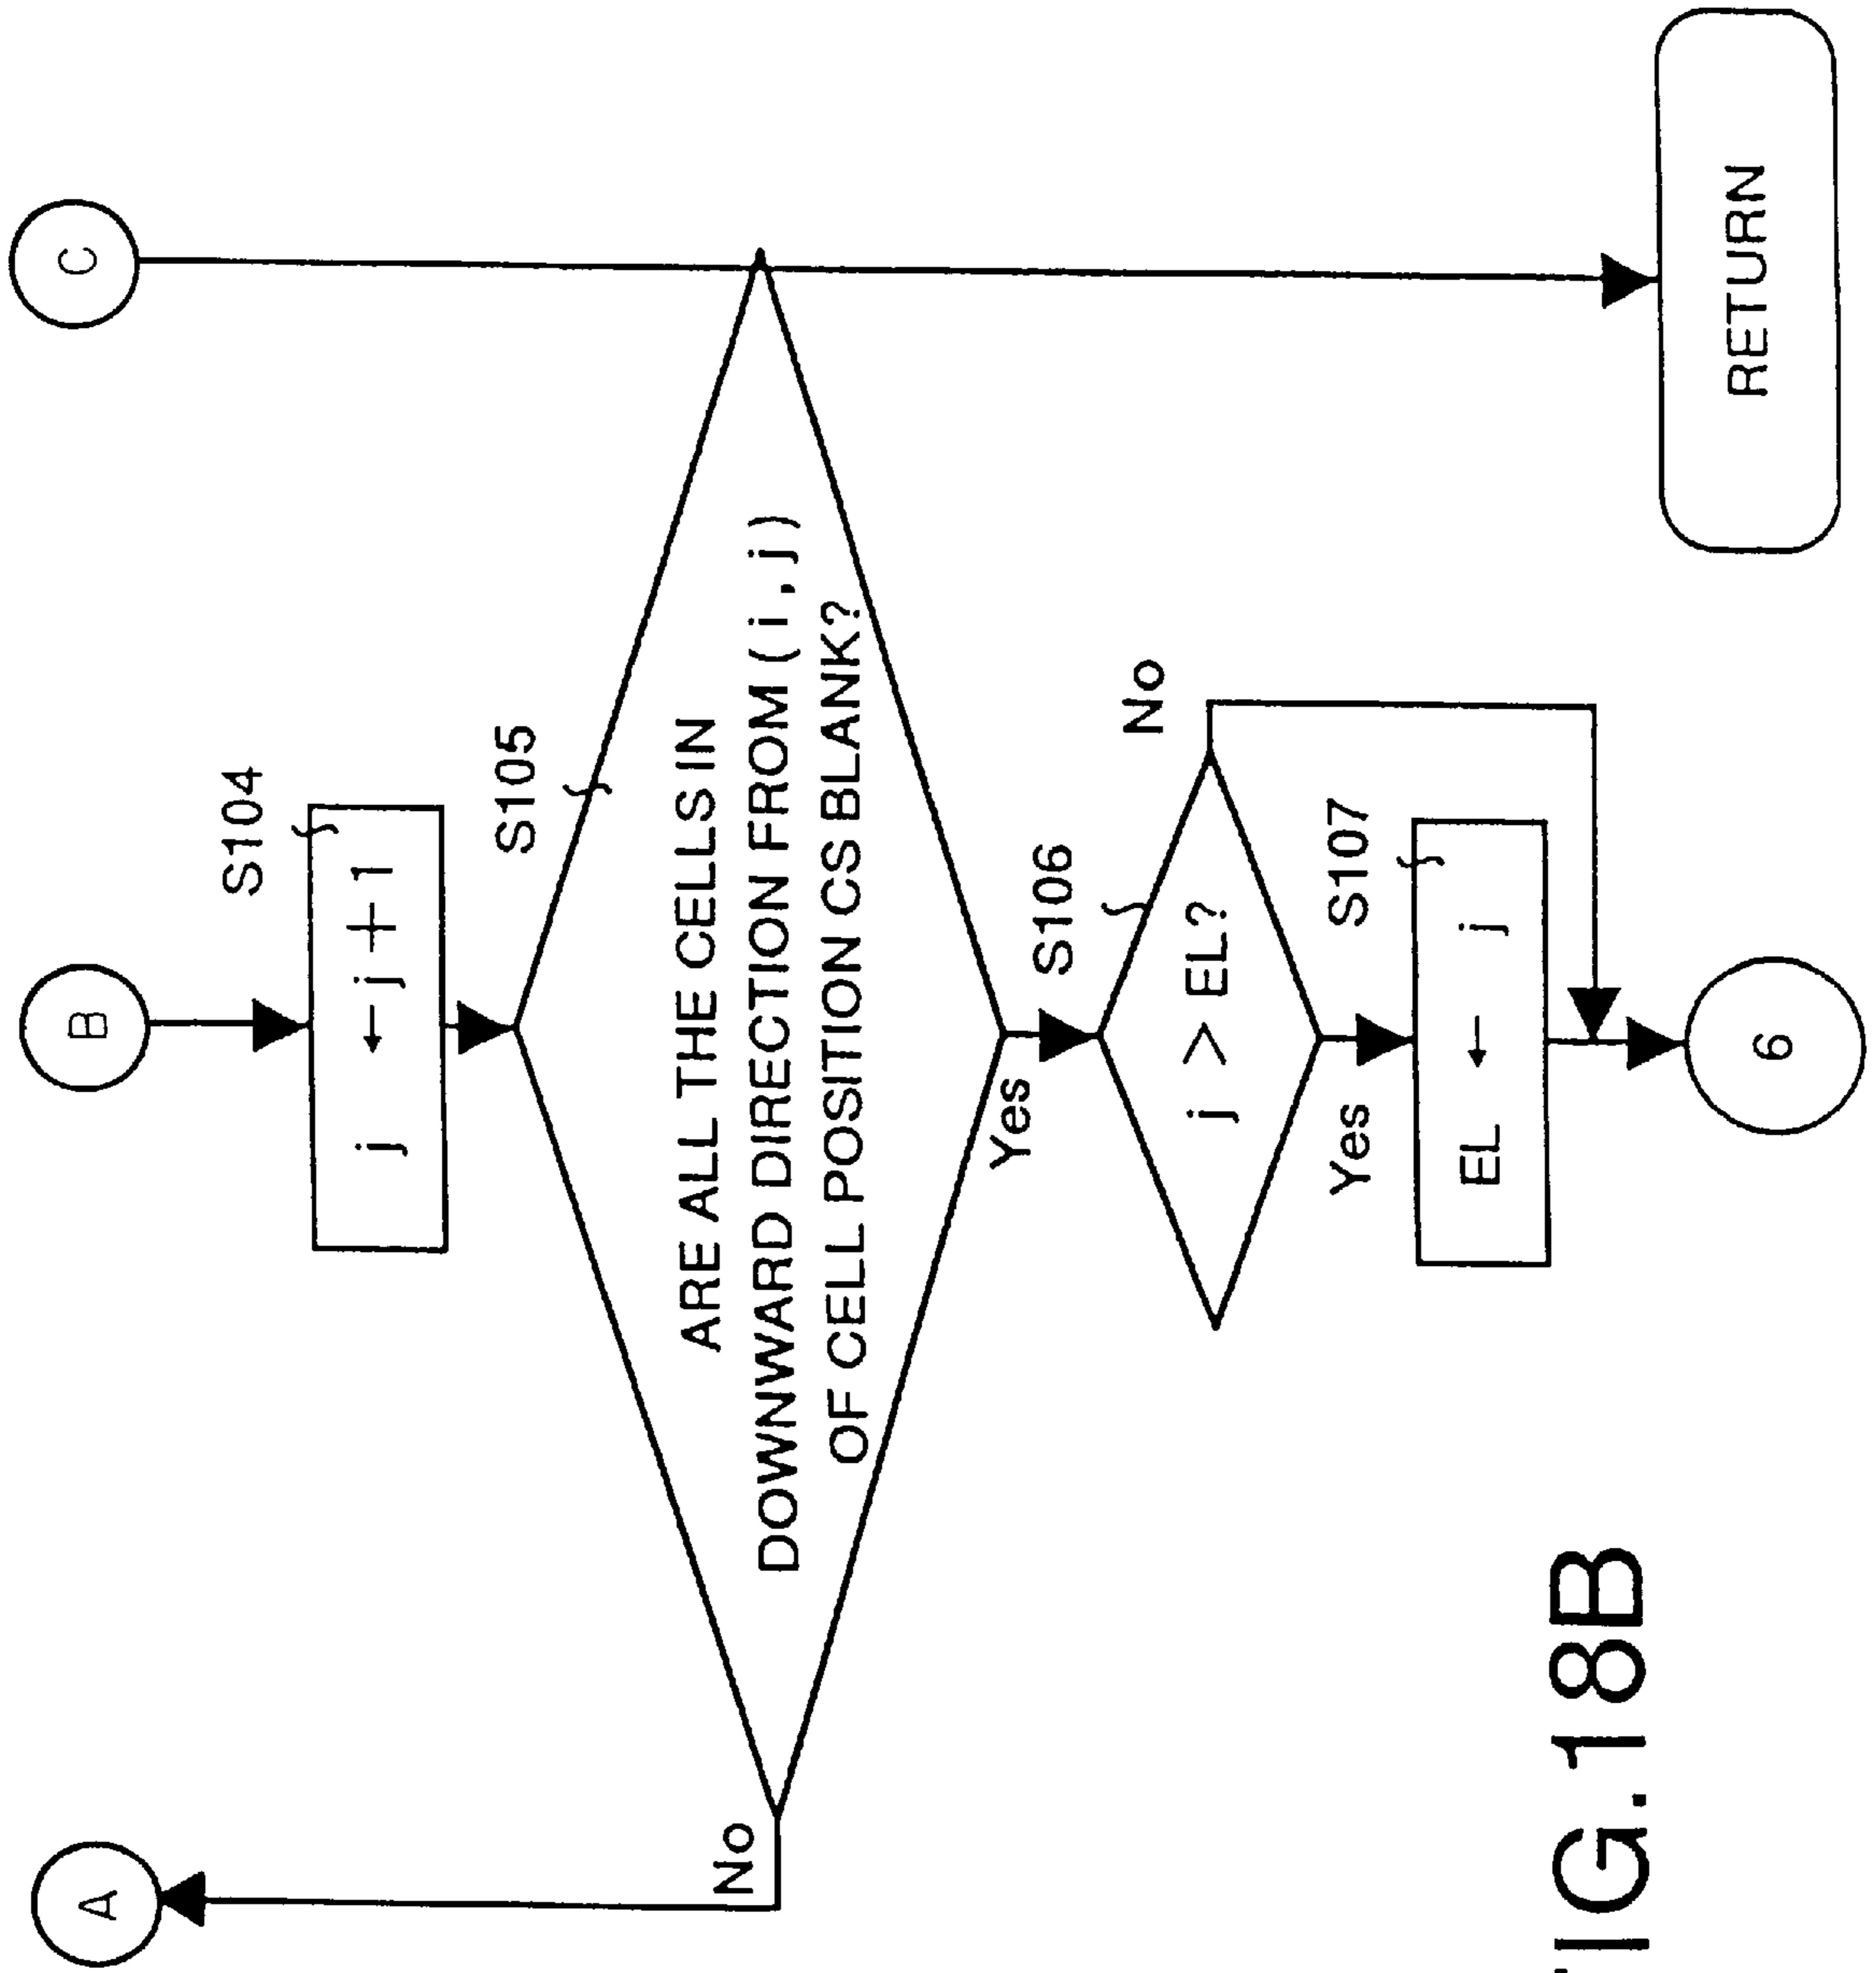 A
B
C
S104
j ← j + 1
S105
ARE ALL THE CELLS IN
DOWNWARD DIRECTION FROM (i, j)
OF CELL POSITION CS BLANK?
No
Yes
S106
j > EL?
No
Yes
S107
EL ← j
6
RETURN
IG.18B